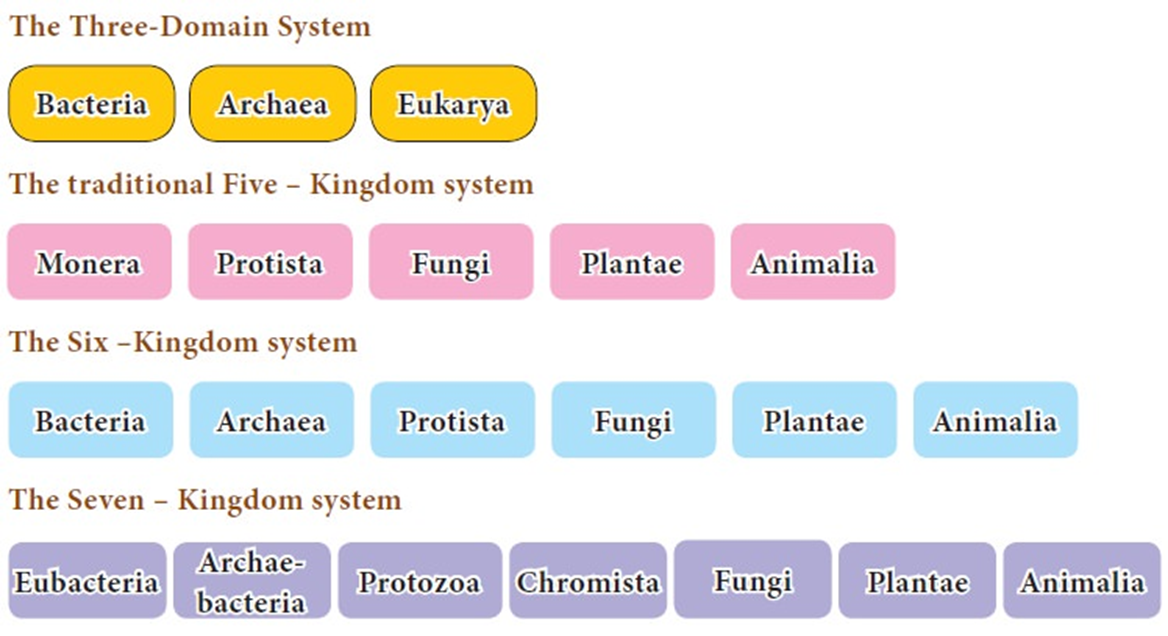 The Three-Domain System
Bacteria Archaea Eukarya
The traditional Five – Kingdom system
Monera Protista Fungi Plantae Animalia
The Six –Kingdom system
Bacteria Archaea Protista Fungi Plantae Animalia
The Seven – Kingdom system
Eubacteria Archae-
bacteria Protozoa Chromista Fungi Plantae Animalia